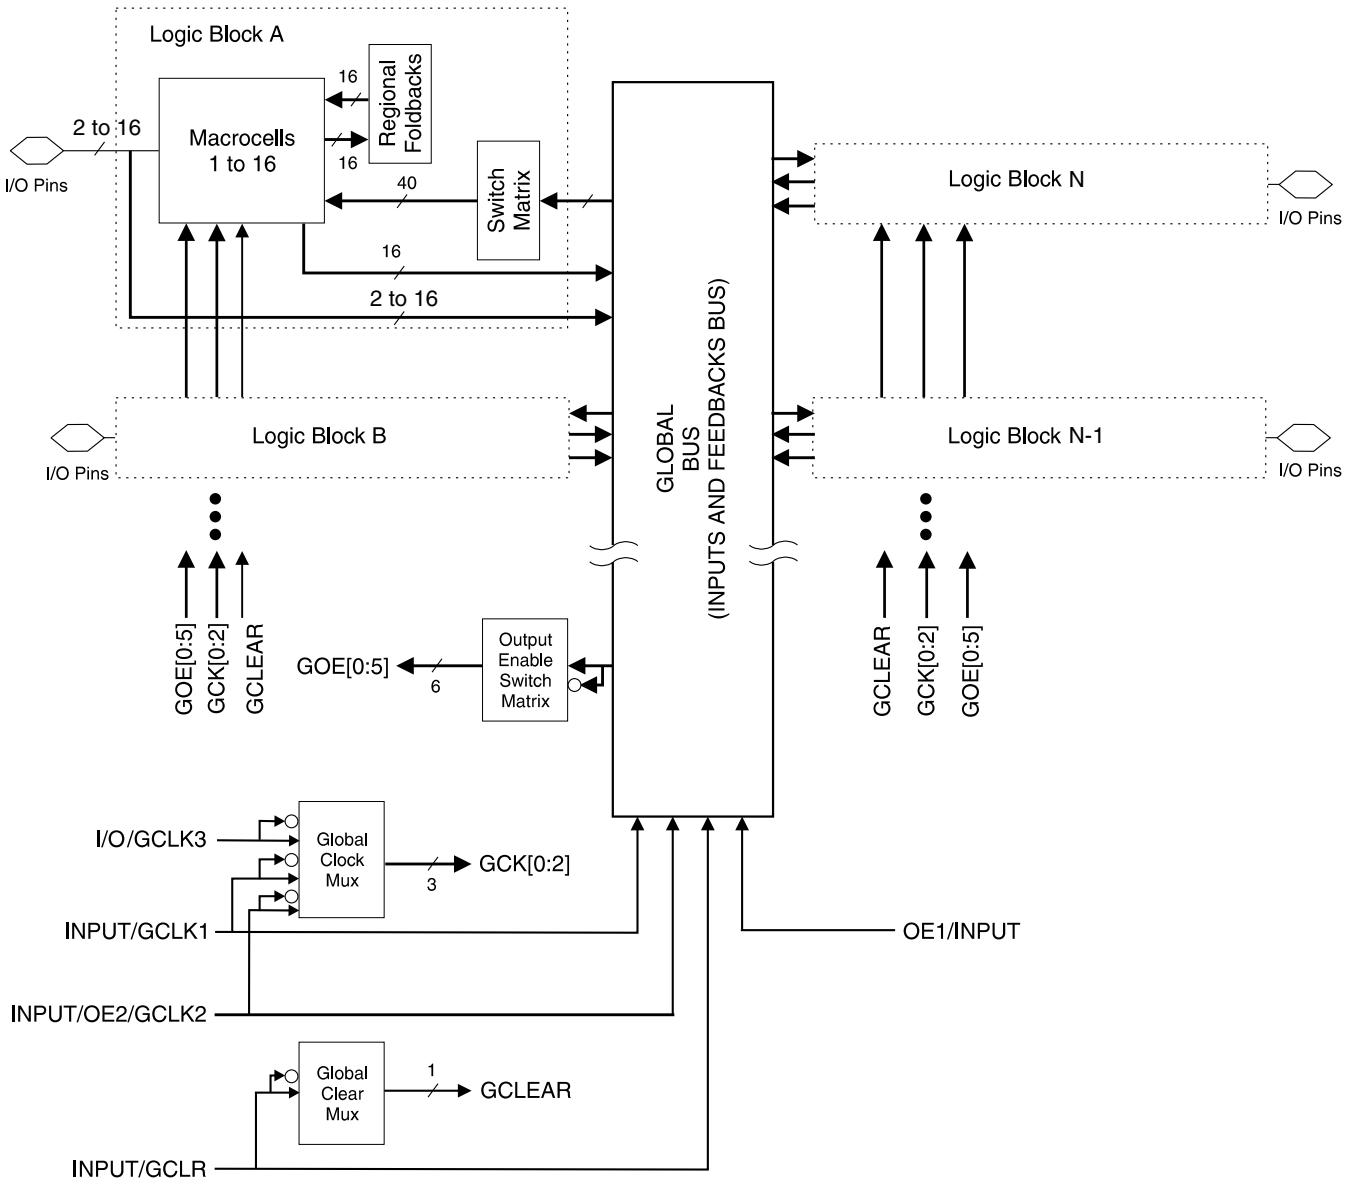 Logic Block A
16
Regional
Foldbacks
2 to 16
Macrocells
1 to 16
16
I/O Pins
40
Switch
Matrix
16
2 to 16
Logic Block N
I/O Pins
GLOBAL
BUS
(INPUTS AND FEEDBACKS BUS)
Logic Block B
I/O Pins
Logic Block N-1
I/O Pins
GOE[0:5]
GCK[0:2]
GCLEAR
GOE[0:5]
6
Output
Enable
Switch
Matrix
GCLEAR
GCK[0:2]
GOE[0:5]
I/O/GCLK3
Global
Clock
Mux
3
GCK[0:2]
INPUT/GCLK1
OE1/INPUT
INPUT/OE2/GCLK2
Global
Clear
Mux
1
GCLEAR
INPUT/GCLR